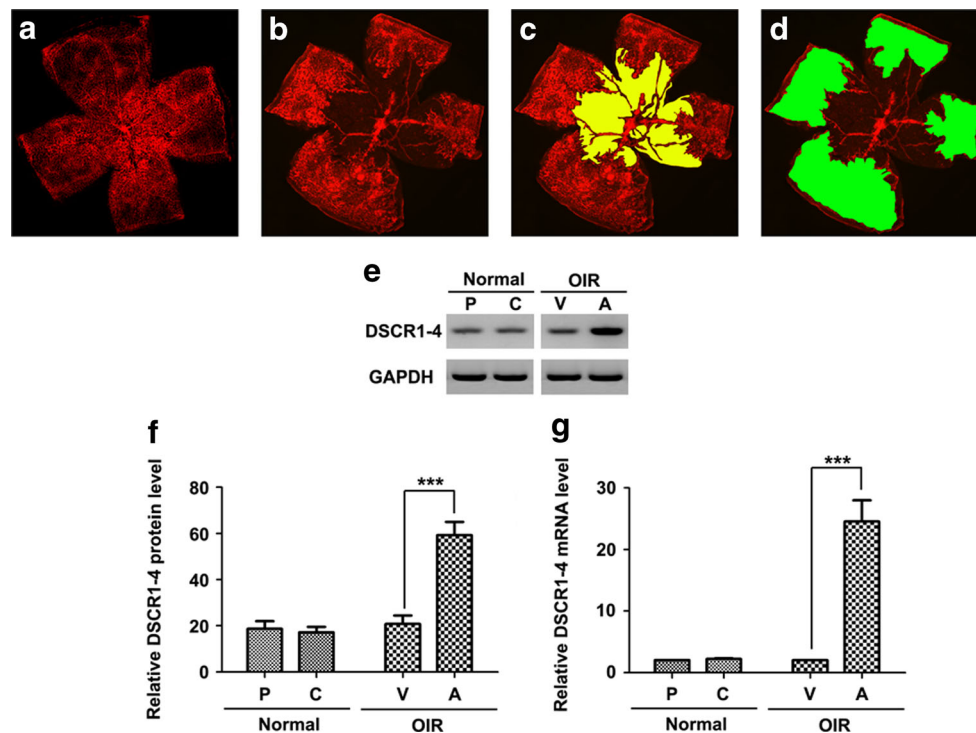 a
b
c
d
e
Normal OIR
P C V A
DSCR1-4
GAPDH
f
Relative DSCR1-4 protein level
80
60
40
20
0
***
P C V A
Normal OIR
g
Relative DSCR1-4 mRNA level
30
20
10
0
***
P C V A
Normal OIR